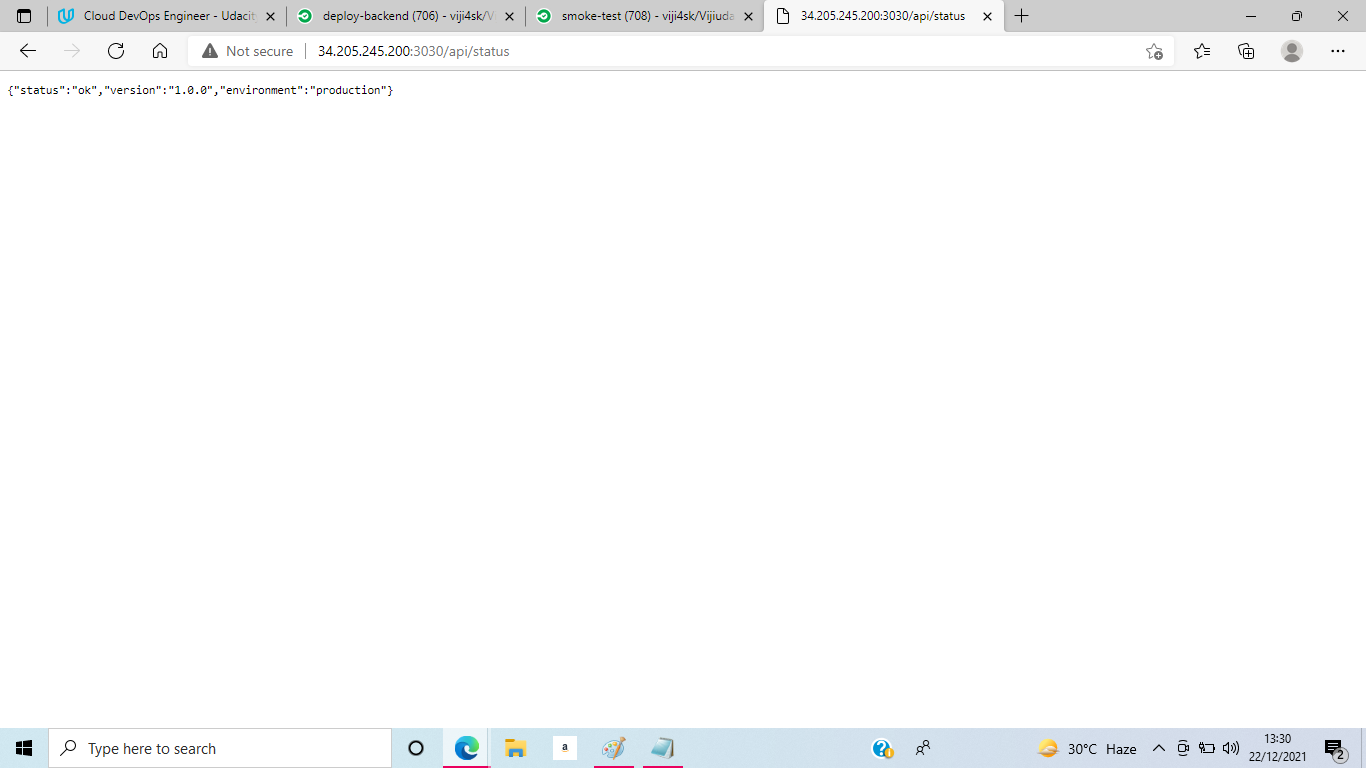 Cloud DevOps Engineer - Udacit
deploy-backend (706) - viji4sk/V
smoke-test (708) - viji4sk/Vijiuda
34.205.245.200:3030/api/status
Not secure
34.205.245.200:3030/api/status
{"status":"ok","version":"1.0.0","environment":"production"}
Type here to search
a
30°C Haze
13:30
22/12/2021
2